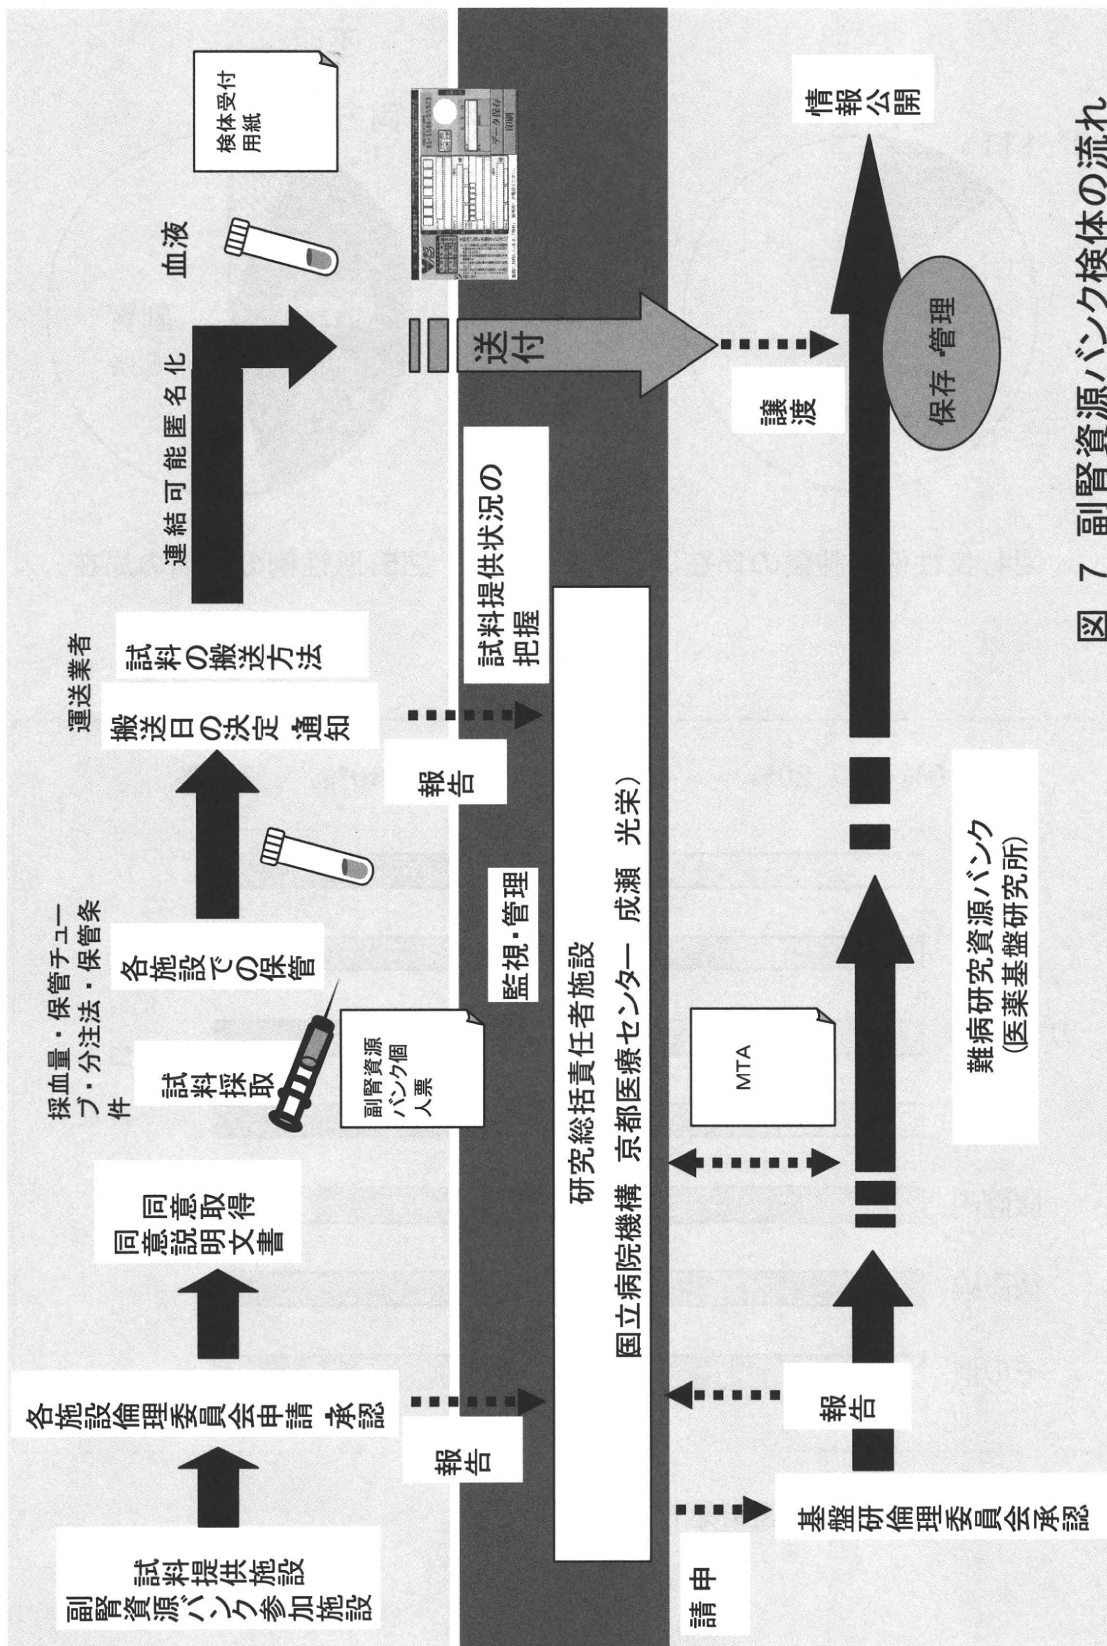 試料提供施設
副腎資源バンク参加施設
各施設倫理委員会申請・承認
同意取得
同意説明文書
採血量・保管チュー
ブ・分注法・保管条
件
試料採取
各施設での保管
副腎資源
バンク個
人票
運送業者
搬送日の決定・通知
試料の搬送方法
連結可能匿名化
血液
検体受付
用紙
報告
監視・管理
報告
試料提供状況の
把握
送付
データ保存
印刷
研究総括責任者施設
国立病院機構 京都医療センター 成瀬 光栄)
申請
報告
MTA
譲渡
基盤研倫理委員会承認
難病研究資源バンク
(医薬基盤研究所)
保存・管理
情報公開
図 7 副腎資源バンク検体の流れ